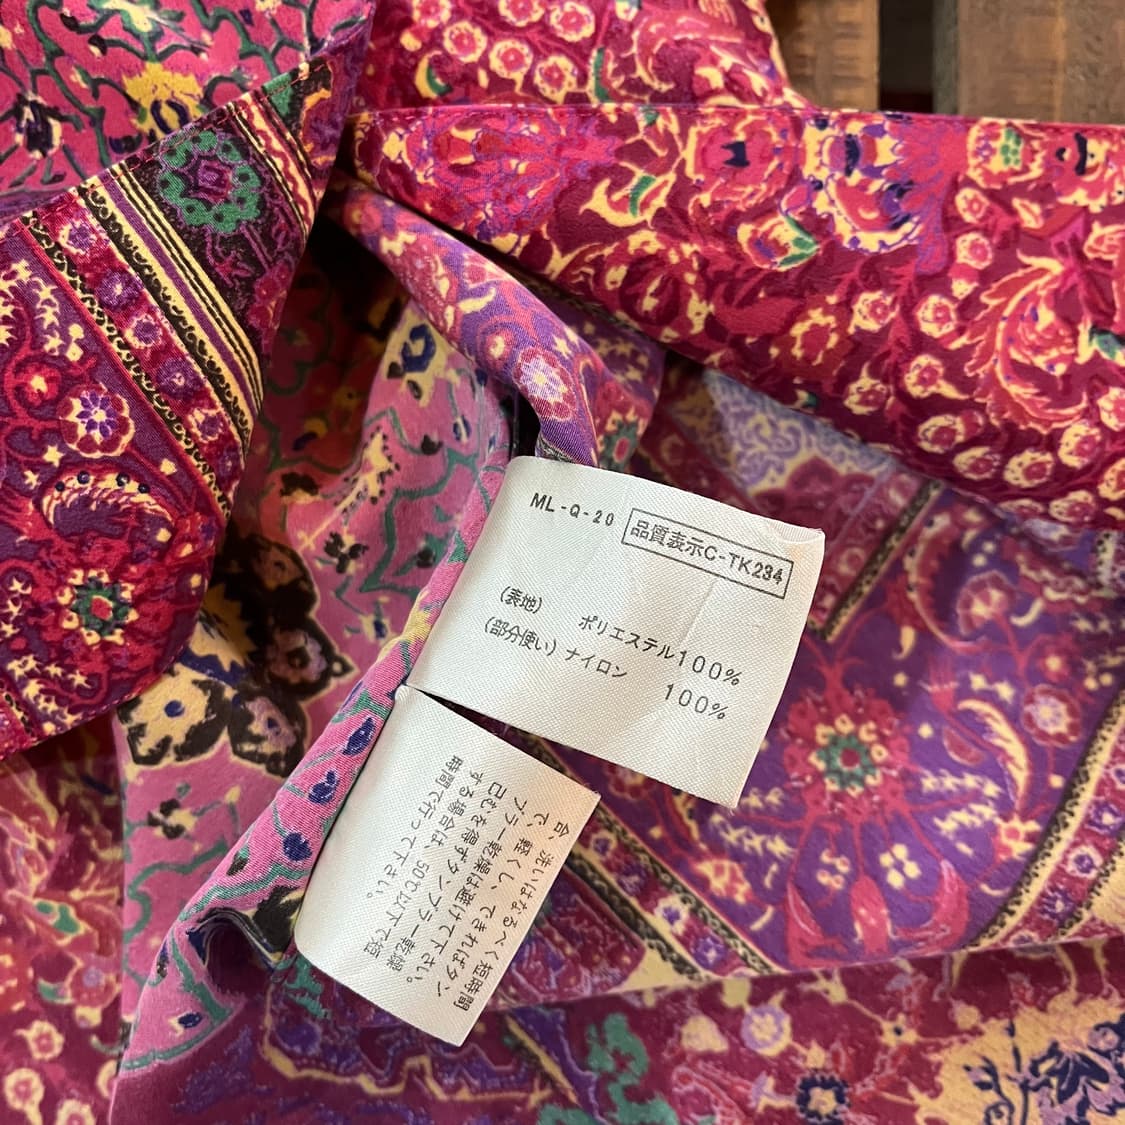 ML-Q-20 品質表示C-TK234
(表地) ポリエステル100%
(部分使い) ナイロン 100%
合で、洗いはなるべく短時間
、軽くし、できればタン
ブラー乾燥は避けて下さい。
已むを得ずタンブラー乾燥
する場合は、50℃以下で短
時間で行って下さい。